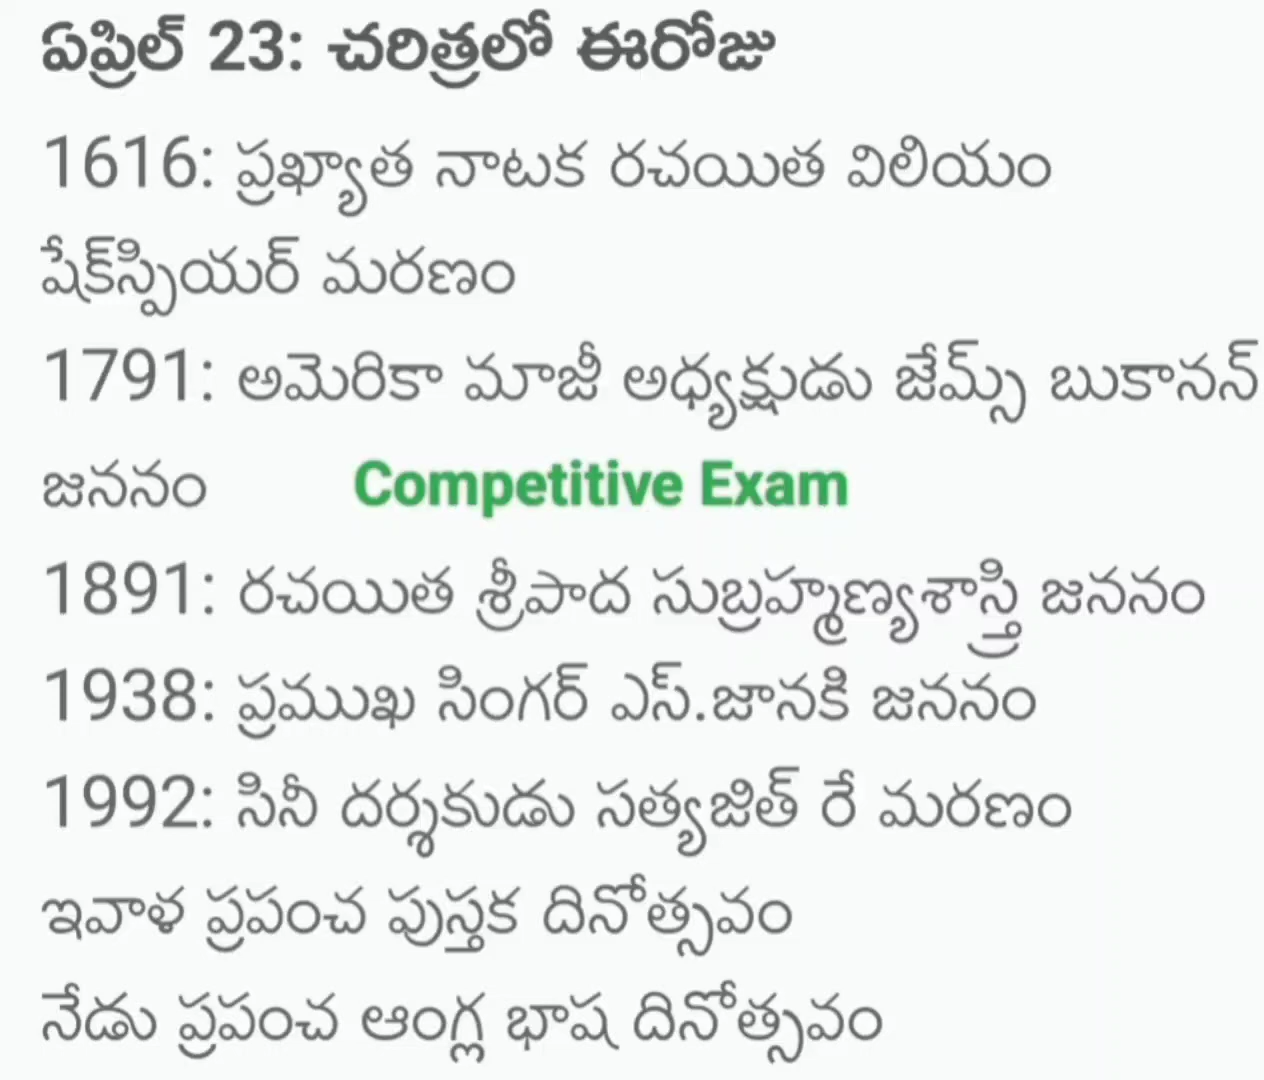 ఏప్రిల్ 23: చరిత్రలో ఈరోజు
1616: ప్రఖ్యాత నాటక రచయిత విలియం
షేక్‌స్పియర్ మరణం
1791: అమెరికా మాజీ అధ్యక్షుడు జేమ్స్ బుకానన్
జననం Competitive Exam
1891: రచయిత శ్రీపాద సుబ్రహ్మణ్యశాస్త్రి జననం
1938: ప్రముఖ సింగర్ ఎస్.జానకి జననం
1992: సినీ దర్శకుడు సత్యజిత్ రే మరణం
ఇవాళ ప్రపంచ పుస్తక దినోత్సవం
నేడు ప్రపంచ ఆంగ్ల భాష దినోత్సవం